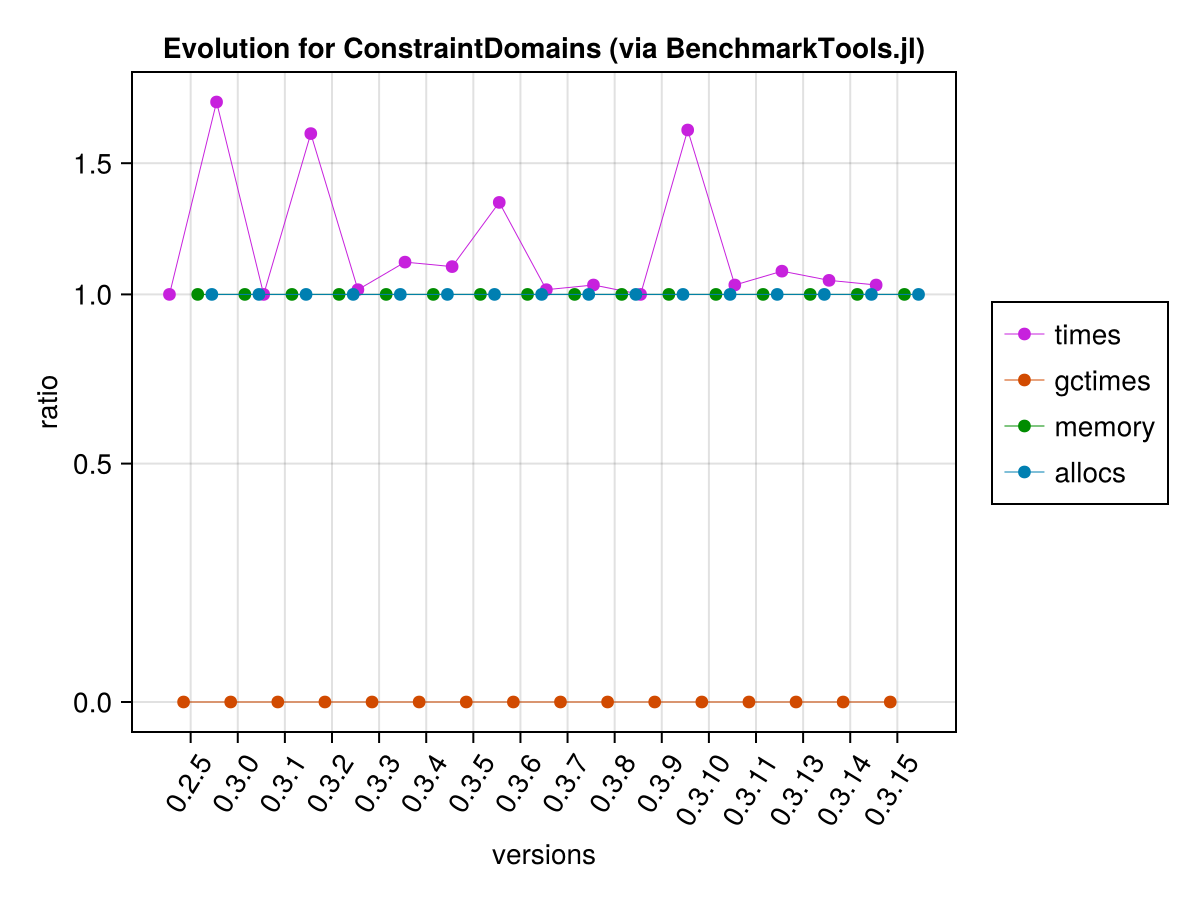 Evolution for ConstraintDomains (via BenchmarkTools.jl)
1.5
1.0
0.5
0.0
ratio
0.2.5
0.3.0
0.3.1
0.3.2
0.3.3
0.3.4
0.3.5
0.3.6
0.3.7
0.3.8
0.3.9
0.3.10
0.3.11
0.3.13
0.3.14
0.3.15
versions
times
gctimes
memory
allocs